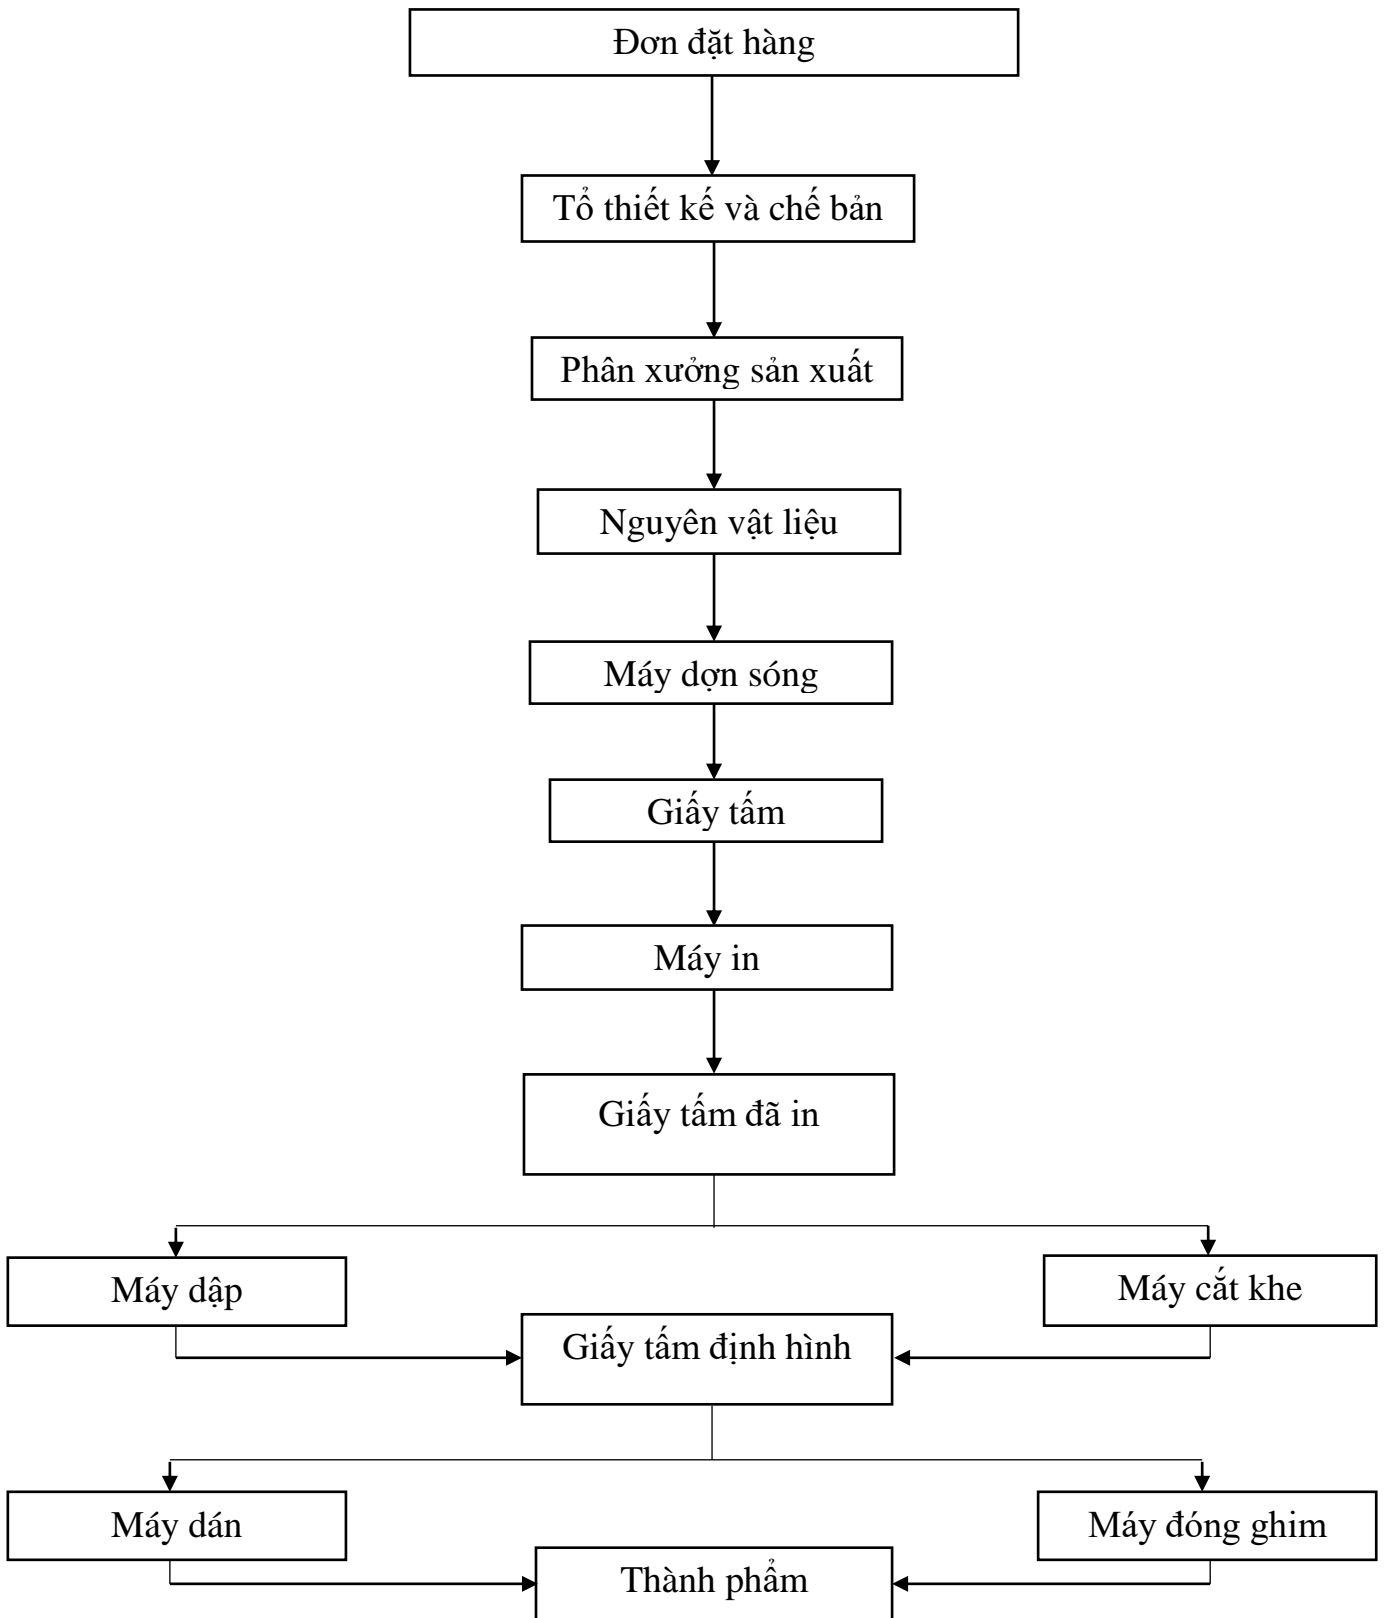 Đơn đặt hàng
Tổ thiết kế và chế bản
Phân xưởng sản xuất
Nguyên vật liệu
Máy dợn sóng
Giấy tấm
Máy in
Giấy tấm đã in
Máy dập
Máy cắt khe
Giấy tấm định hình
Máy dán
Máy đóng ghim
Thành phẩm